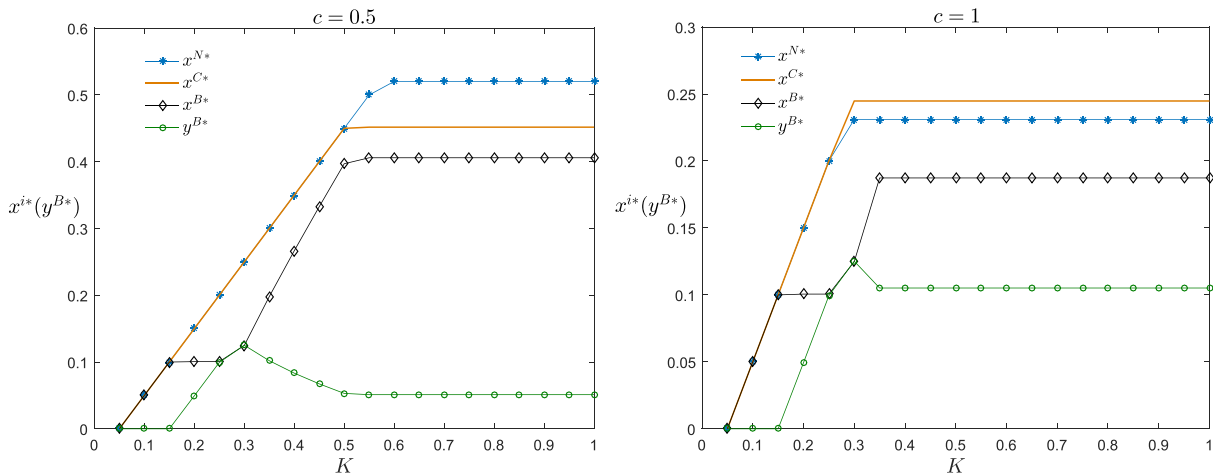 c = 0.5
0.6
0.5
0.4
0.3
0.2
0.1
0
x^{N*}
x^{C*}
x^{B*}
y^{B*}
x^{i*}(y^{B*})
0 0.1 0.2 0.3 0.4 0.5 0.6 0.7 0.8 0.9 1
K
c = 1
0.3
0.25
0.2
0.15
0.1
0.05
0
x^{N*}
x^{C*}
x^{B*}
y^{B*}
x^{i*}(y^{B*})
0 0.1 0.2 0.3 0.4 0.5 0.6 0.7 0.8 0.9 1
K